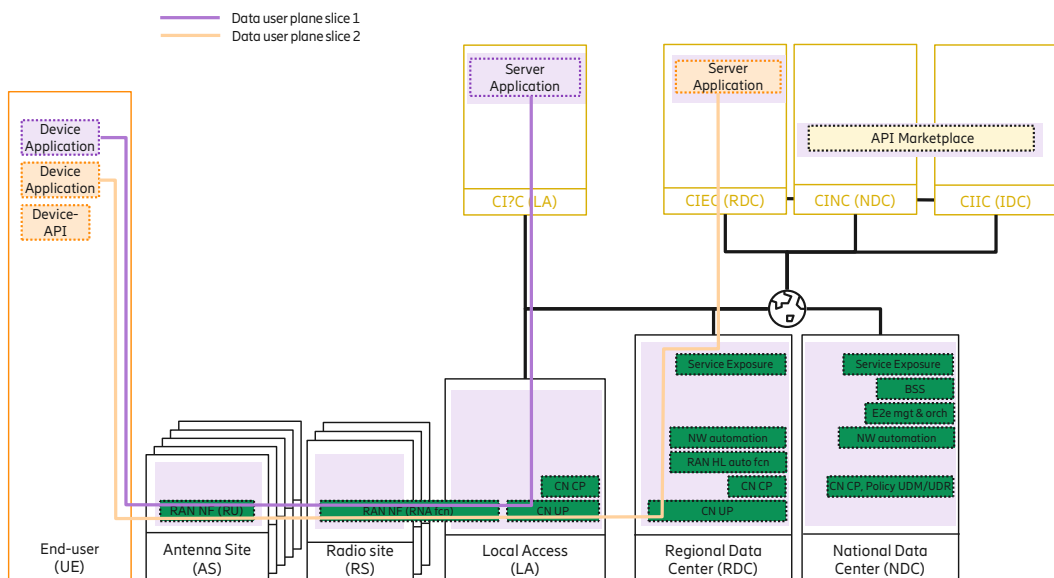 Data user plane slice 1
Data user plane slice 2
Server
Application
Server
Application
Device
Application
Device
Application
Device-
API
API Marketplace
CI?C (LA)
CIEC (RDC)
CINC (NDC)
CIIC (IDC)
Service Exposure
NW automation
RAN HL auto fcn
CN CP
CN UP
Service Exposure
BSS
E2e mgt & orch
NW automation
CN CP, Policy UDM/UDR
CN CP
CN UP
RAN NF (RU)
RAN NF (RNA fcn)
End-user
(UE)
Antenna Site
(AS)
Radio site
(RS)
Local Access
(LA)
Regional Data
Center (RDC)
National Data
Center (NDC)